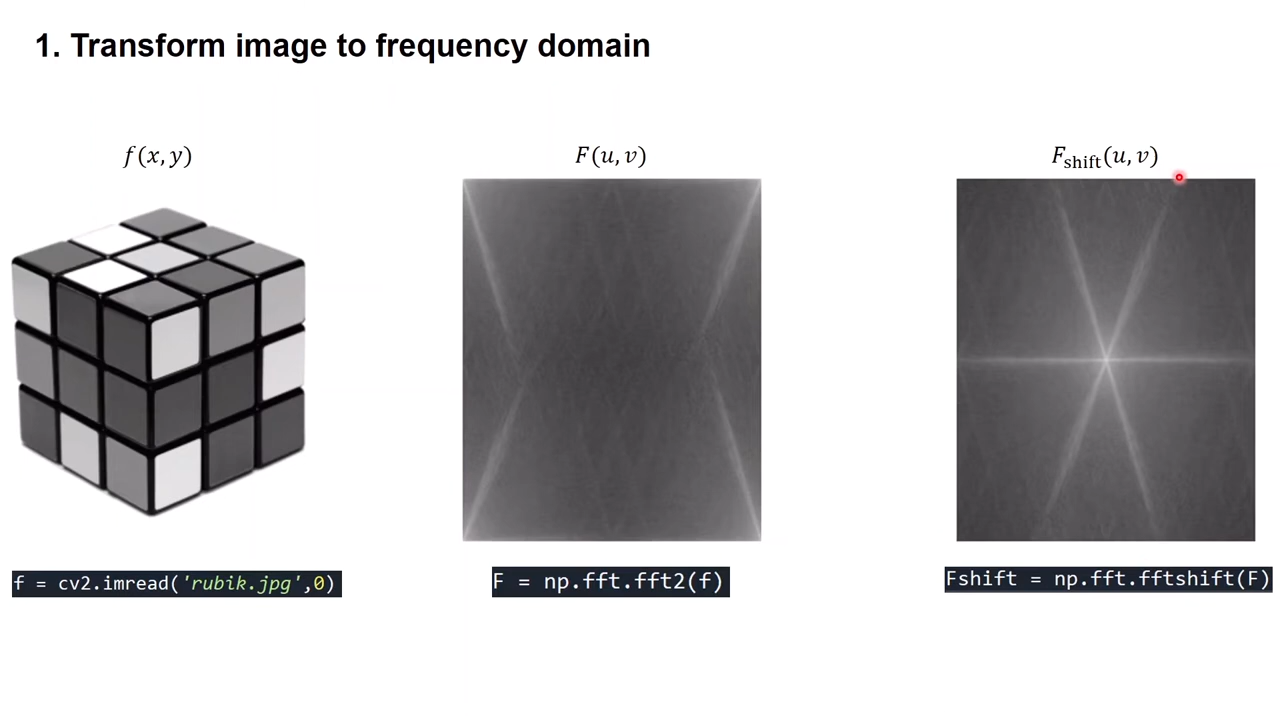 1. Transform image to frequency domain
f(x, y)
F(u, v)
Fshift(u, v)
f = cv2.imread('rubik.jpg',0)
F = np.fft.fft2(f)
Fshift = np.fft.fftshift(F)